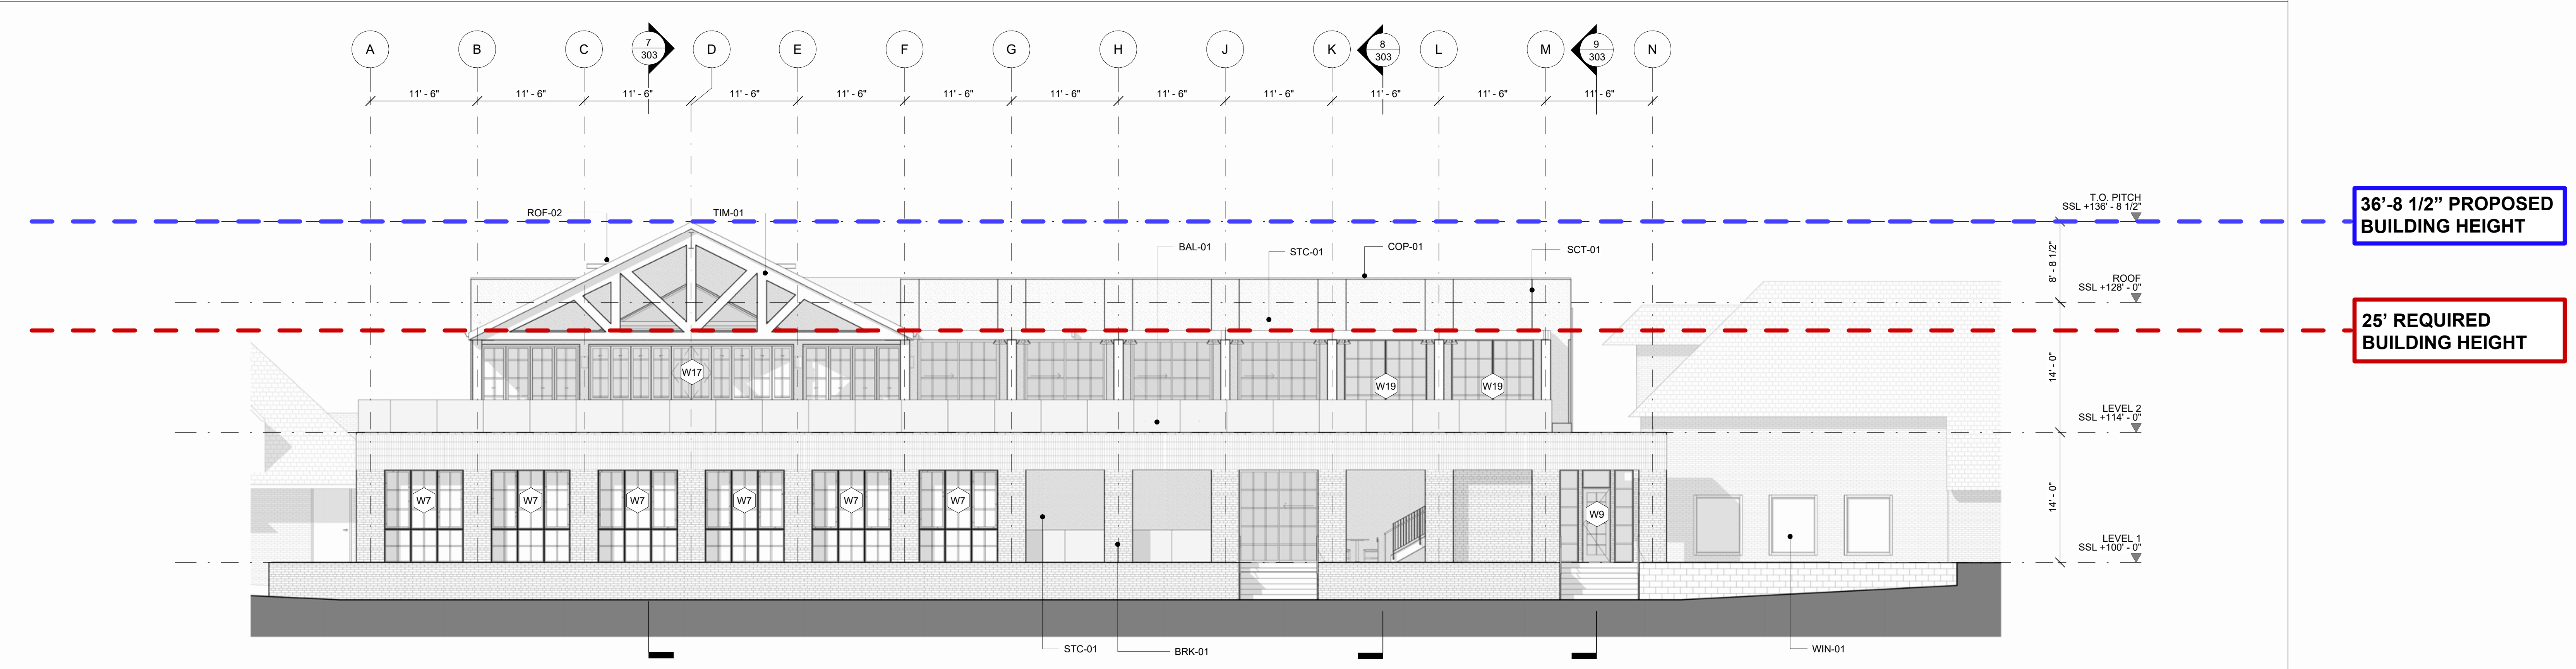 A B C 7 D E F G H J K 8 L M 9 N
303 303 303
11' - 6" 11' - 6" 11' - 6" 11' - 6" 11' - 6" 11' - 6" 11' - 6" 11' - 6" 11' - 6" 11' - 6" 11' - 6" 11' - 6"
T.O. PITCH
SSL +136' - 8 1/2"
36'-8 1/2" PROPOSED
BUILDING HEIGHT
ROF-02 TIM-01
BAL-01 STC-01 COP-01 SCT-01
8' - 8 1/2"
ROOF
SSL +128' - 0"
25' REQUIRED
BUILDING HEIGHT
W17 W19 W19
14' - 0"
LEVEL 2
SSL +114' - 0"
W7 W7 W7 W7 W7 W7 W9
14' - 0"
LEVEL 1
SSL +100' - 0"
STC-01 BRK-01 WIN-01